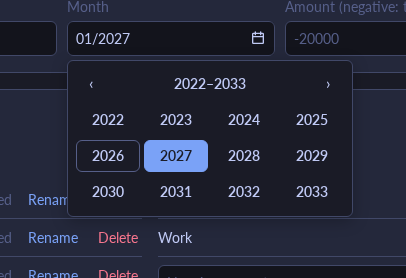 Month
Amount (negative:
01/2027
-20000
‹ 2022–2033 ›
2022 2023 2024 2025
2026 2027 2028 2029
2030 2031 2032 2033
Renam
Rename Delete Work
Rename Delete